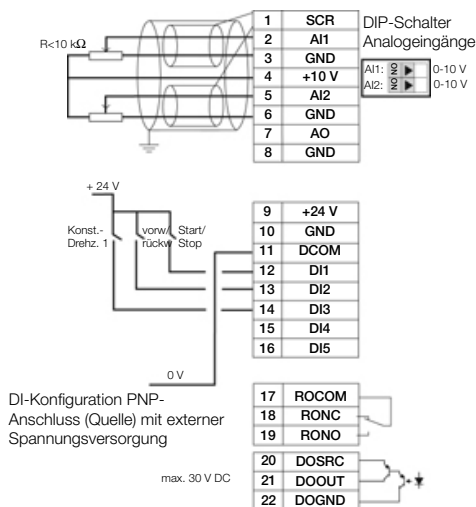 1 SCR
2 AI1
3 GND
4 +10 V
5 AI2
6 GND
7 AO
8 GND
R<10 kΩ
DIP-Schalter
Analogeingänge
AI1: NO 0-10 V
AI2: NO 0-10 V
+ 24 V
Konst.- vorw/ Start/
Drehz. 1 rückw Stop
9 +24 V
10 GND
11 DCOM
12 DI1
13 DI2
14 DI3
15 DI4
16 DI5
0 V
DI-Konfiguration PNP-
Anschluss (Quelle) mit externer
Spannungsversorgung
17 ROCOM
18 RONC
19 RONO
max. 30 V DC
20 DOSRC
21 DOOUT
22 DOGND